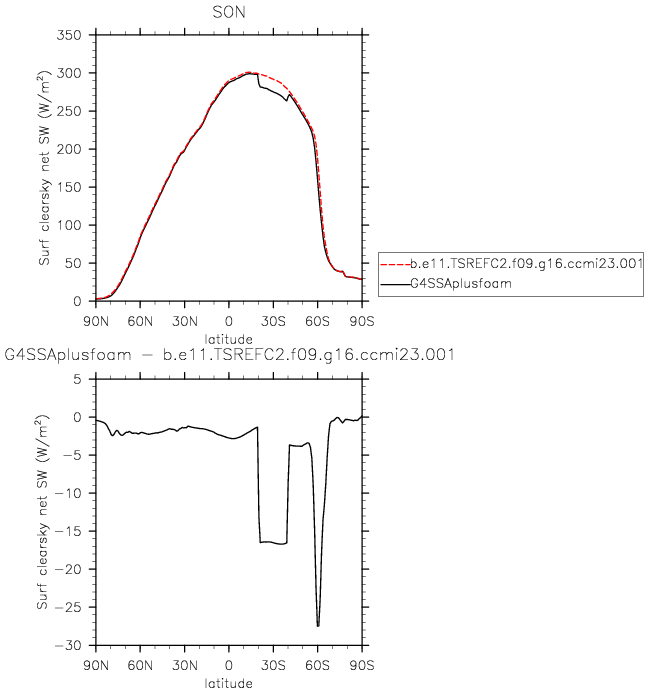 SON
350
300
250
200
150
100
50
0
Surf clearsky net SW (W/m²)
90N 60N 30N 0 30S 60S 90S
latitude
b.e11.TSREFC2.f09.g16.ccmi23.001
G4SSAplusfoam
G4SSAplusfoam − b.e11.TSREFC2.f09.g16.ccmi23.001
5
0
−5
−10
−15
−20
−25
−30
Surf clearsky net SW (W/m²)
90N 60N 30N 0 30S 60S 90S
latitude